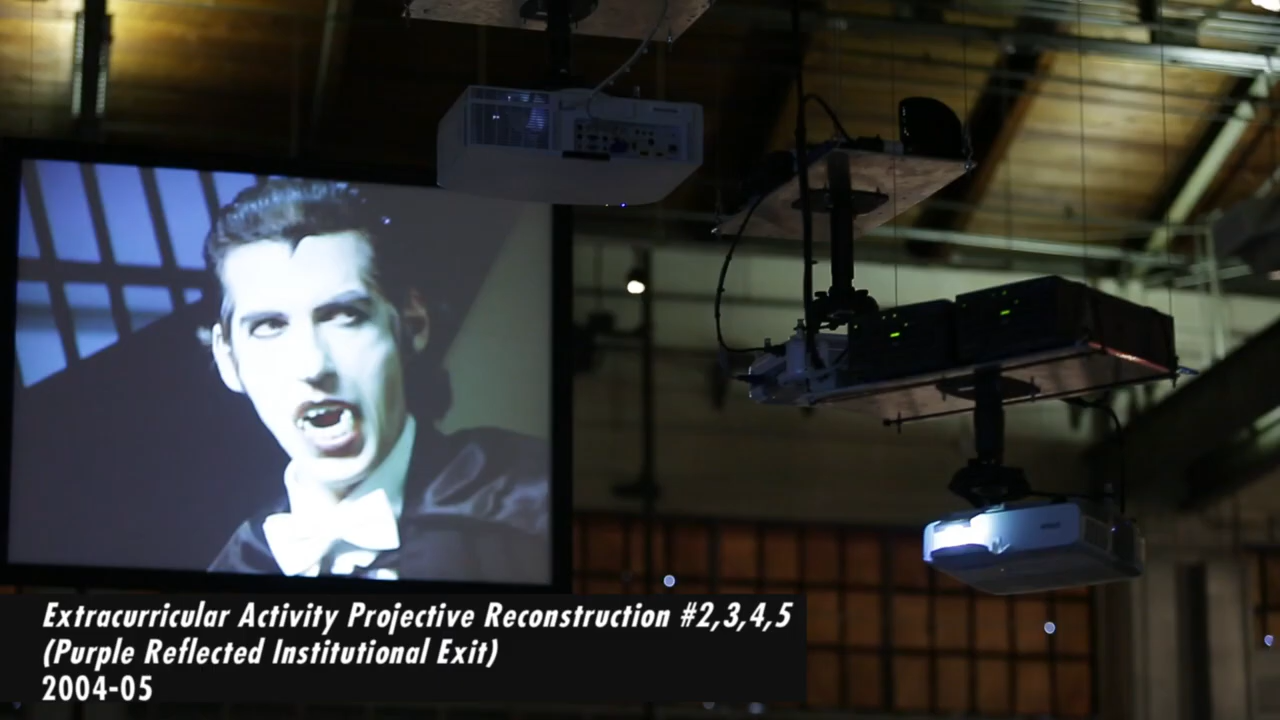 Extracurricular Activity Projective Reconstruction #2,3,4,5
(Purple Reflected Institutional Exit)
2004-05